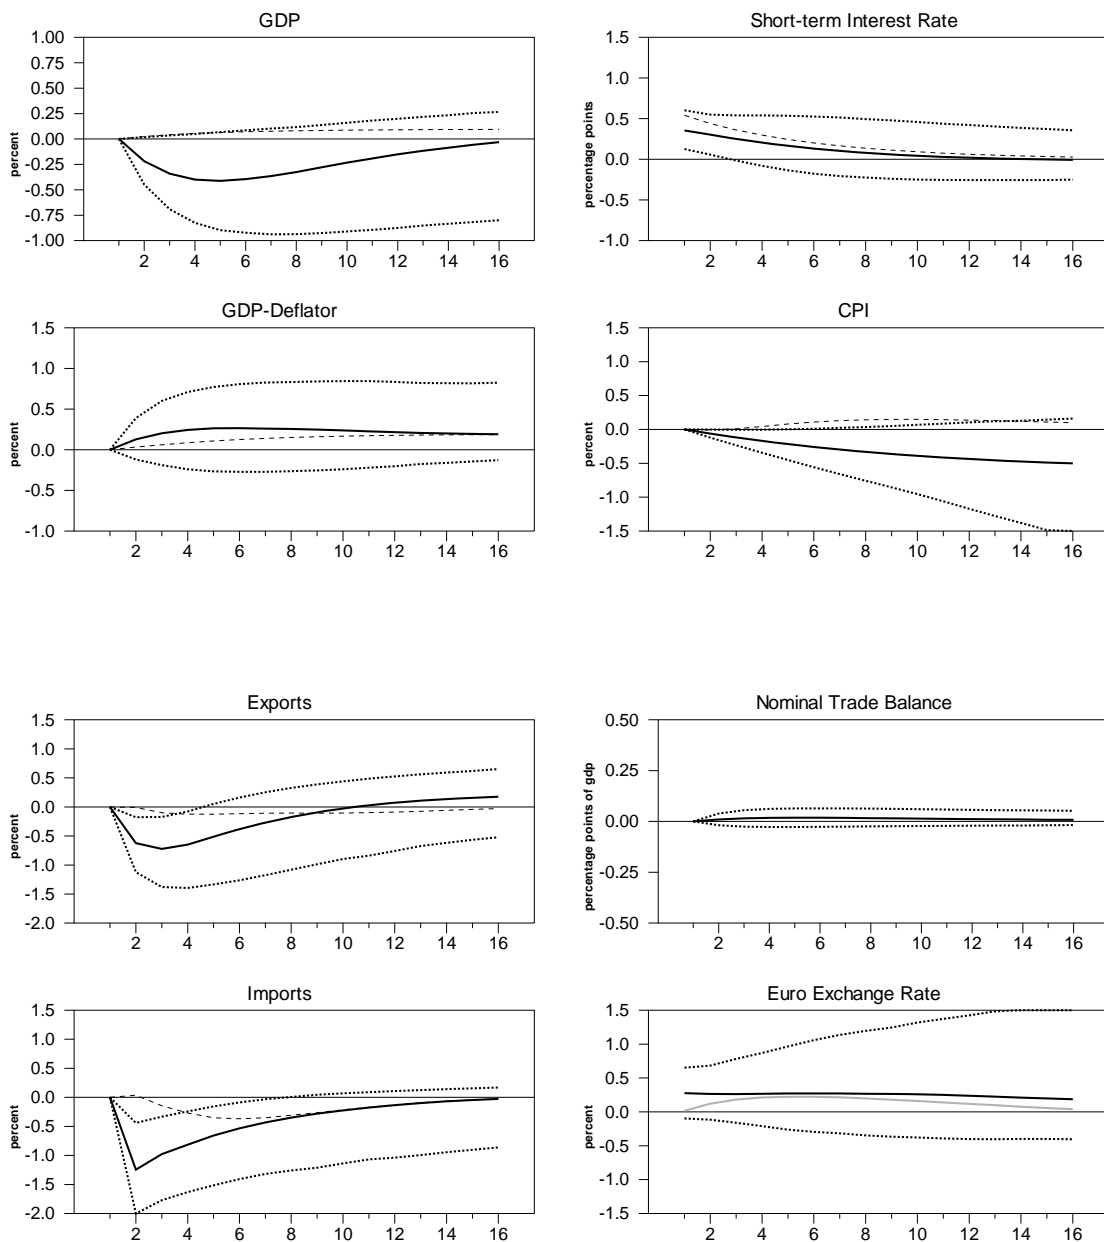 GDP
1.00
0.75
0.50
0.25
0.00
-0.25
-0.50
-0.75
-1.00
percent
2 4 6 8 10 12 14 16
Short-term Interest Rate
1.5
1.0
0.5
0.0
-0.5
-1.0
percentage points
2 4 6 8 10 12 14 16
GDP-Deflator
1.5
1.0
0.5
0.0
-0.5
-1.0
percent
2 4 6 8 10 12 14 16
CPI
1.5
1.0
0.5
0.0
-0.5
-1.0
-1.5
percent
2 4 6 8 10 12 14 16
Exports
1.5
1.0
0.5
0.0
-0.5
-1.0
-1.5
-2.0
percent
2 4 6 8 10 12 14 16
Nominal Trade Balance
0.50
0.25
0.00
-0.25
-0.50
percentage points of gdp
2 4 6 8 10 12 14 16
Imports
1.5
1.0
0.5
0.0
-0.5
-1.0
-1.5
-2.0
percent
2 4 6 8 10 12 14 16
Euro Exchange Rate
1.5
1.0
0.5
0.0
-0.5
-1.0
-1.5
percent
2 4 6 8 10 12 14 16